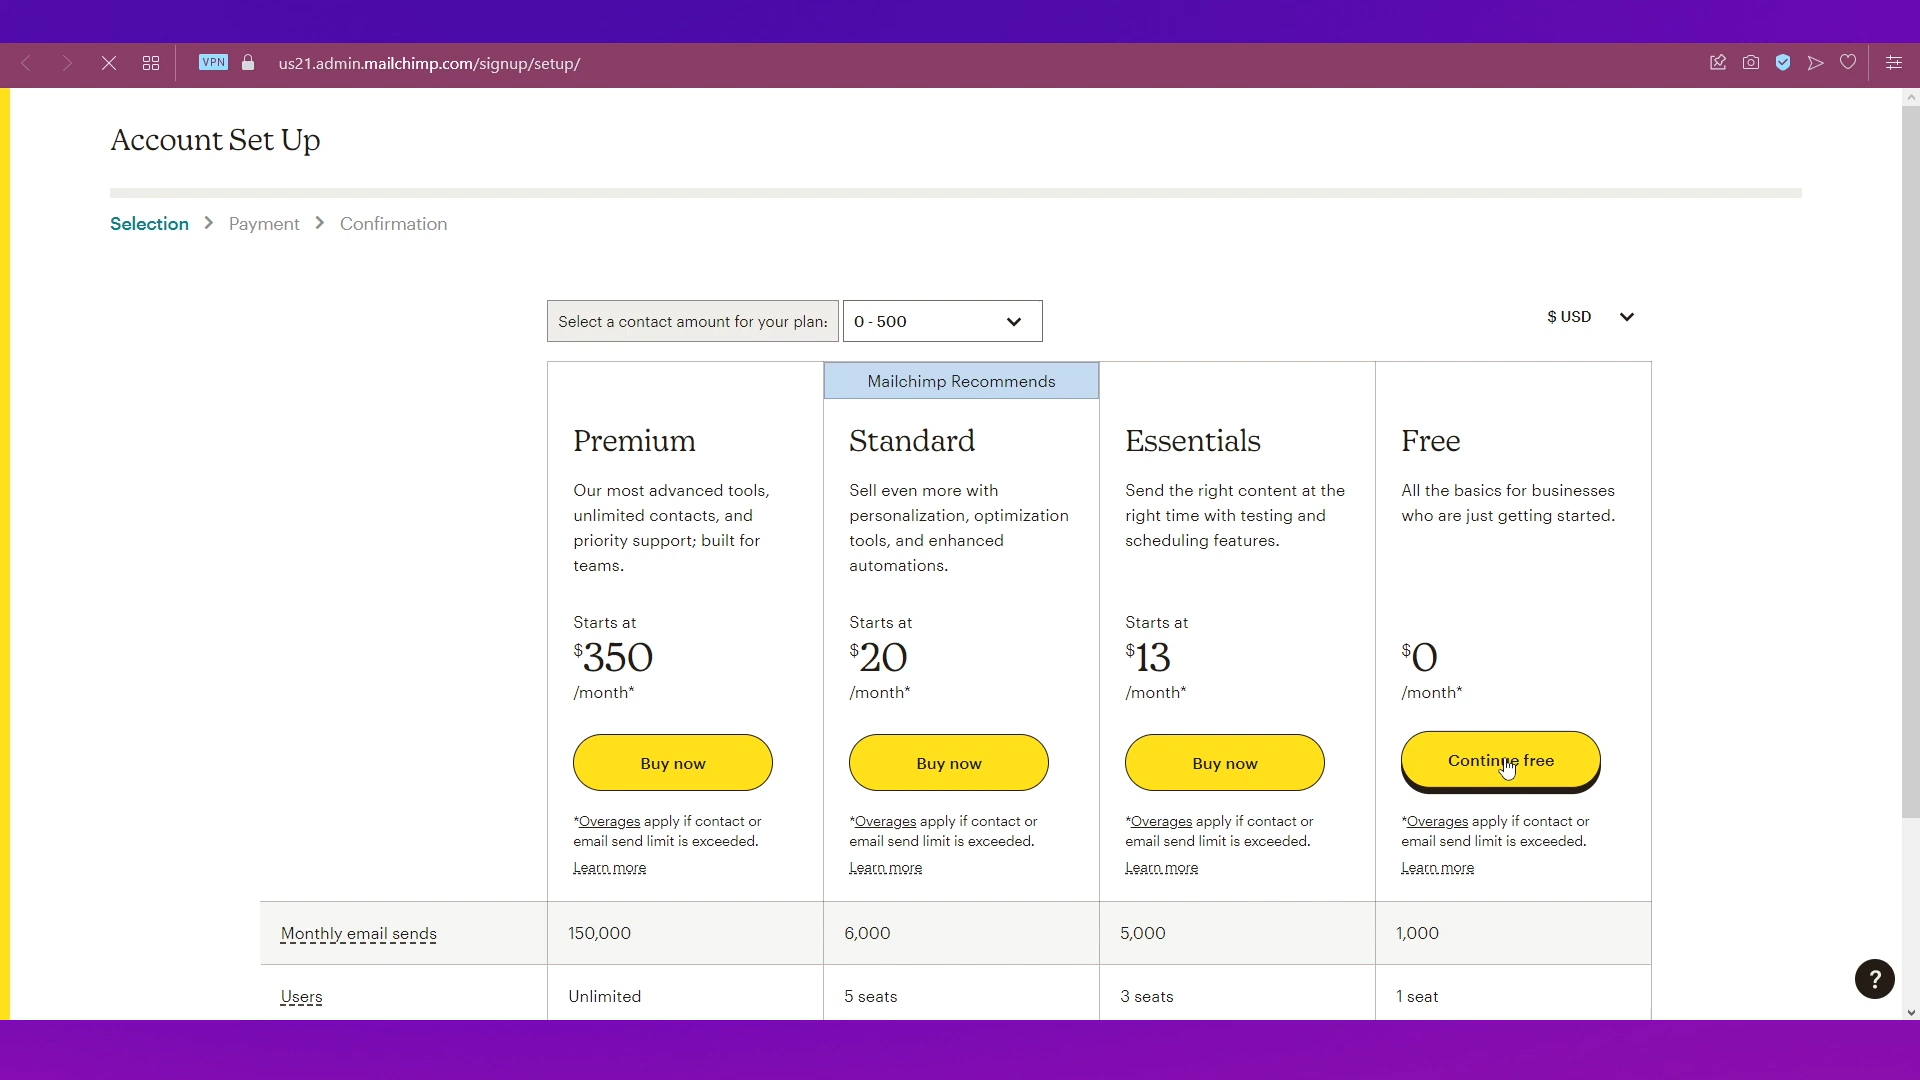 VPN
us21.admin.mailchimp.com/signup/setup/
Account Set Up
Selection > Payment > Confirmation
Select a contact amount for your plan: 0 - 500
$ USD
Mailchimp Recommends
Premium
Our most advanced tools,
unlimited contacts, and
priority support; built for
teams.
Starts at
$350
/month*
Buy now
*Overages apply if contact or
email send limit is exceeded.
Learn more
Standard
Sell even more with
personalization, optimization
tools, and enhanced
automations.
Starts at
$20
/month*
Buy now
*Overages apply if contact or
email send limit is exceeded.
Learn more
Essentials
Send the right content at the
right time with testing and
scheduling features.
Starts at
$13
/month*
Buy now
*Overages apply if contact or
email send limit is exceeded.
Learn more
Free
All the basics for businesses
who are just getting started.
$0
/month*
Continue free
*Overages apply if contact or
email send limit is exceeded.
Learn more
Monthly email sends 150,000 6,000 5,000 1,000
Users Unlimited 5 seats 3 seats 1 seat
?